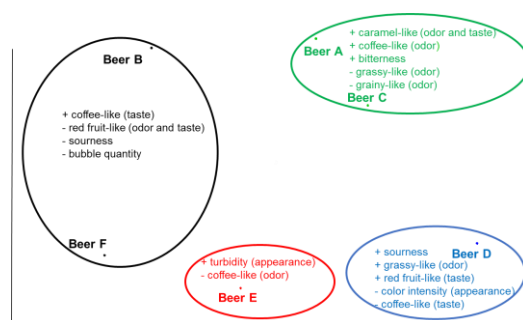 Beer B
+ coffee-like (taste)
- red fruit-like (odor and taste)
- sourness
- bubble quantity
Beer F
+ caramel-like (odor and taste)
+ coffee-like (odor)
Beer A
+ bitterness
- grassy-like (odor)
- grainy-like (odor)
Beer C
+ turbidity (appearance)
- coffee-like (odor)
Beer E
+ sourness
Beer D
+ grassy-like (odor)
+ red fruit-like (taste)
- color intensity (appearance)
- coffee-like (taste)